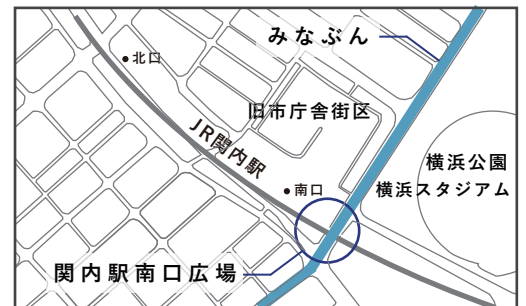 みなぶん
●北口
旧市庁舎街区
JR関内駅
横浜公園
横浜スタジアム
●南口
関内駅南口広場